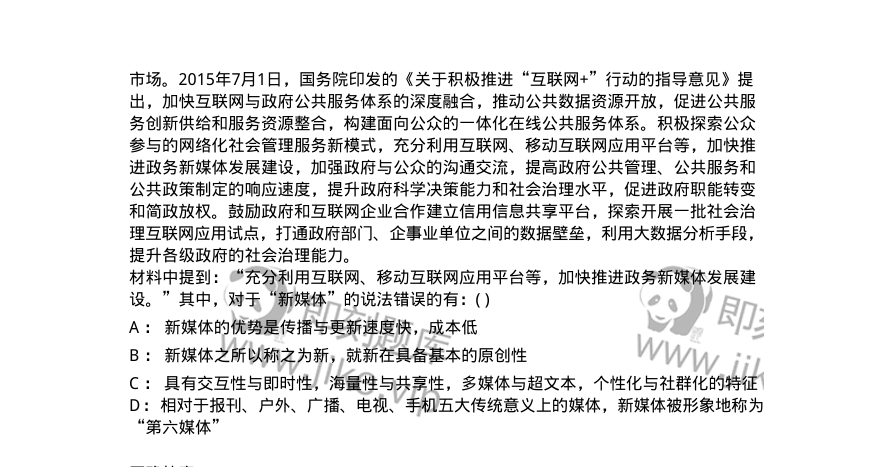 市场。2015年7月1日，国务院印发的《关于积极推进“互联网+”行动的指导意见》提
出，加快互联网与政府公共服务体系的深度融合，推动公共数据资源开放，促进公共服
务创新供给和服务资源整合，构建面向公众的一体化在线公共服务体系。积极探索公众
参与的网络化社会管理服务新模式，充分利用互联网、移动互联网应用平台等，加快推
进政务新媒体发展建设，加强政府与公众的沟通交流，提高政府公共管理、公共服务和
公共政策制定的响应速度，提升政府科学决策能力和社会治理水平，促进政府职能转变
和简政放权。鼓励政府和互联网企业合作建立信用信息共享平台，探索开展一批社会治
理互联网应用试点，打通政府部门、企事业单位之间的数据壁垒，利用大数据分析手段，
提升各级政府的社会治理能力。
材料中提到：“充分利用互联网、移动互联网应用平台等，加快推进政务新媒体发展建
设。”其中，对于“新媒体”的说法错误的有：( )
A： 新媒体的优势是传播与更新速度快，成本低
B： 新媒体之所以称之为新，就新在具备基本的原创性
C： 具有交互性与即时性，海量性与共享性，多媒体与超文本，个性化与社群化的特征
D：相对于报刊、户外、广播、电视、手机五大传统意义上的媒体，新媒体被形象地称为
“第六媒体”
即刻题库
www.jike.vip
即刻
www.jik